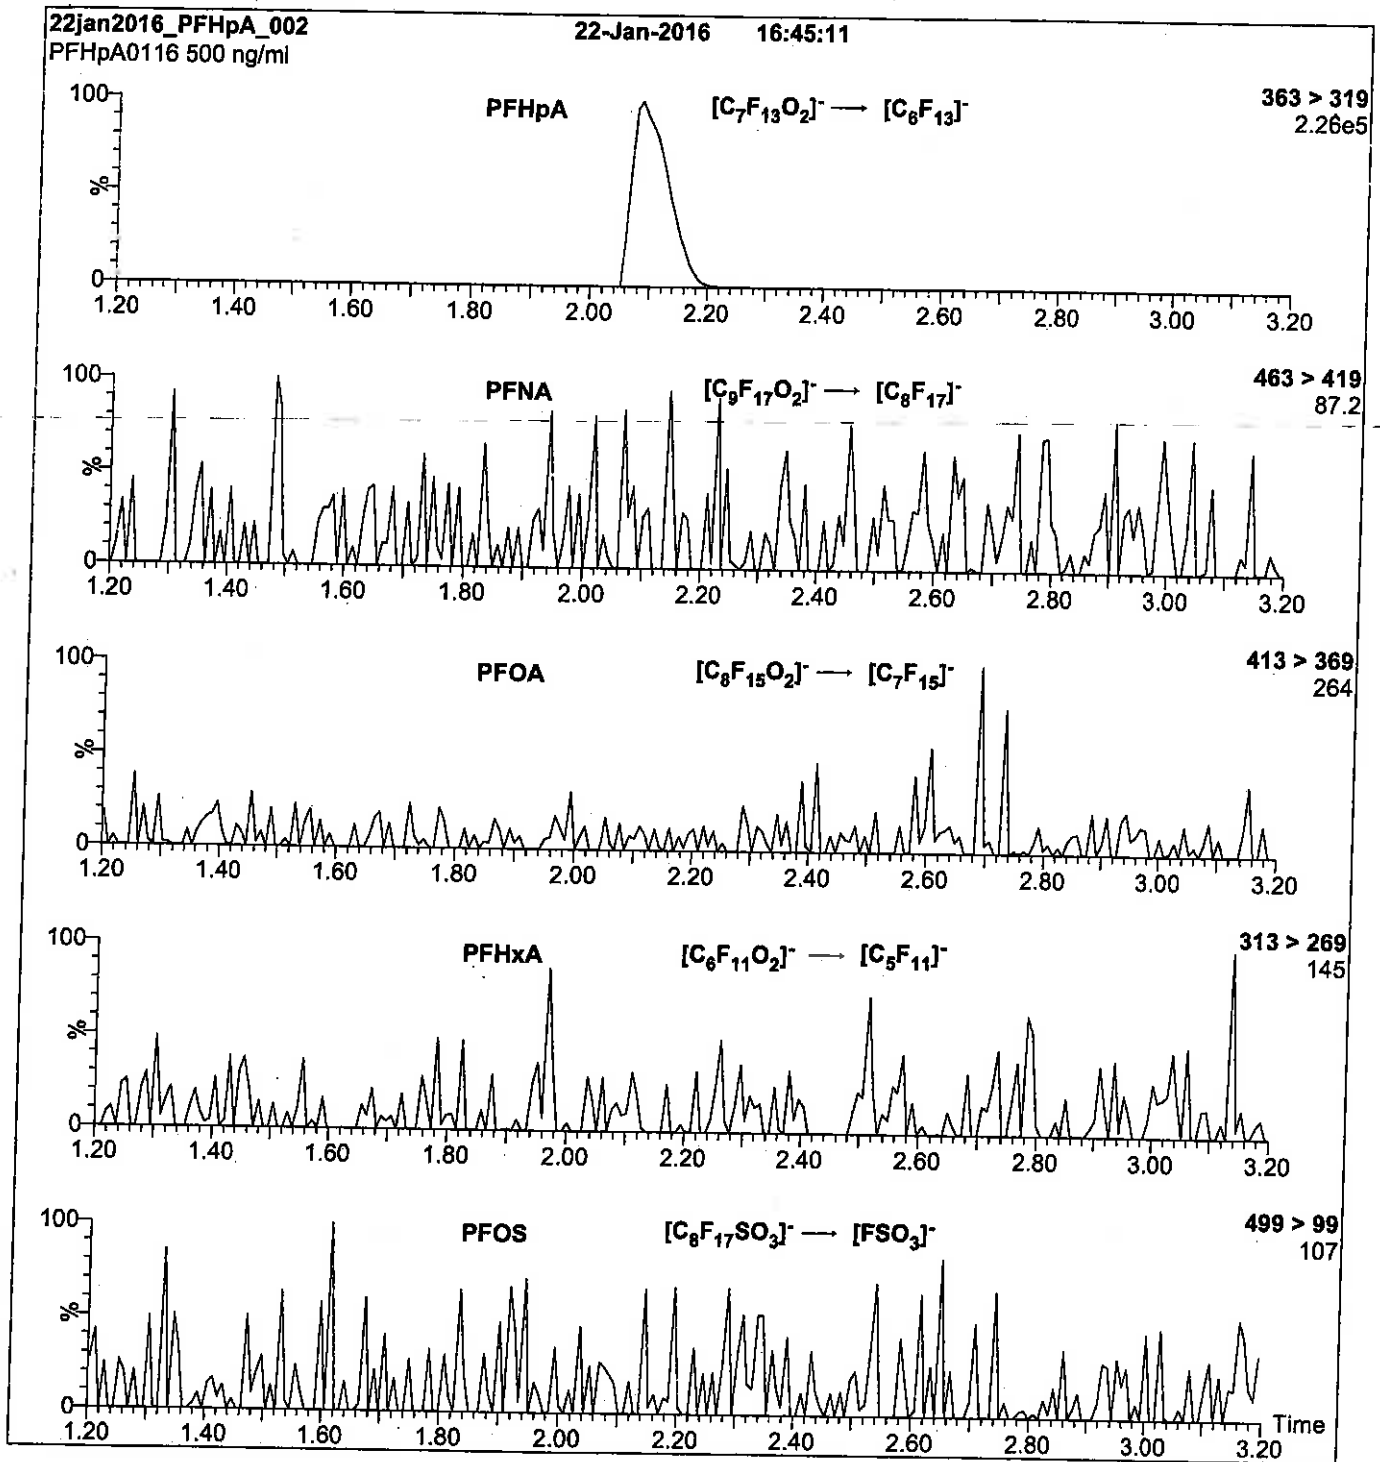 22jan2016_PFHpA_002 22-Jan-2016 16:45:11
PFHpA0116 500 ng/ml
100 PFHpA [C₇F₁₃O₂]⁻ → [C₆F₁₃]⁻ 363 > 319
2.26e5
%
0
1.20 1.40 1.60 1.80 2.00 2.20 2.40 2.60 2.80 3.00 3.20
100 PFNA [C₉F₁₇O₂]⁻ → [C₈F₁₇]⁻ 463 > 419
87.2
%
0
1.20 1.40 1.60 1.80 2.00 2.20 2.40 2.60 2.80 3.00 3.20
100 PFOA [C₈F₁₅O₂]⁻ → [C₇F₁₅]⁻ 413 > 369
264
%
0
1.20 1.40 1.60 1.80 2.00 2.20 2.40 2.60 2.80 3.00 3.20
100 PFHxA [C₆F₁₁O₂]⁻ → [C₅F₁₁]⁻ 313 > 269
145
%
0
1.20 1.40 1.60 1.80 2.00 2.20 2.40 2.60 2.80 3.00 3.20
100 PFOS [C₈F₁₇SO₃]⁻ → [FSO₃]⁻ 499 > 99
107
%
0
1.20 1.40 1.60 1.80 2.00 2.20 2.40 2.60 2.80 3.00 3.20 Time